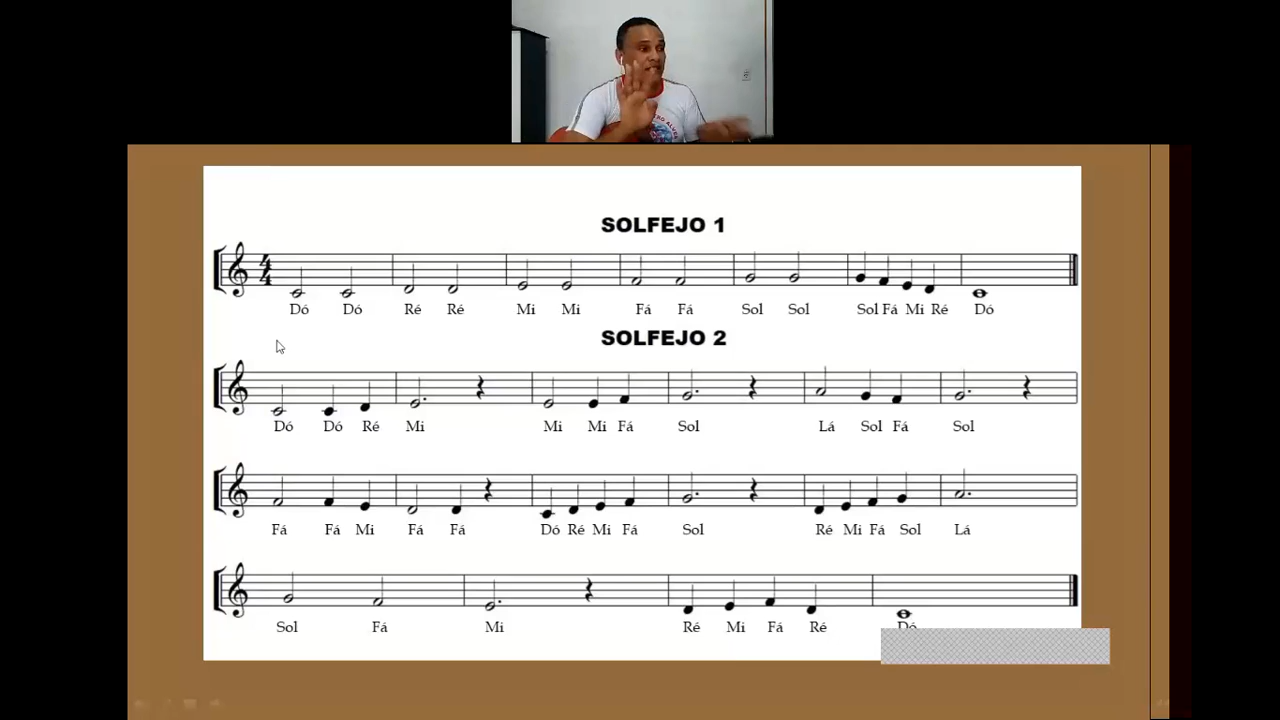 SOLFEJO 1
Dó Dó Ré Ré Mi Mi Fá Fá Sol Sol Sol Fá Mi Ré Dó
SOLFEJO 2
Dó Dó Ré Mi Mi Mi Fá Sol Lá Sol Fá Sol
Fá Fá Mi Fá Fá Dó Ré Mi Fá Sol Ré Mi Fá Sol Lá
Sol Fá Mi Ré Mi Fá Ré Dó